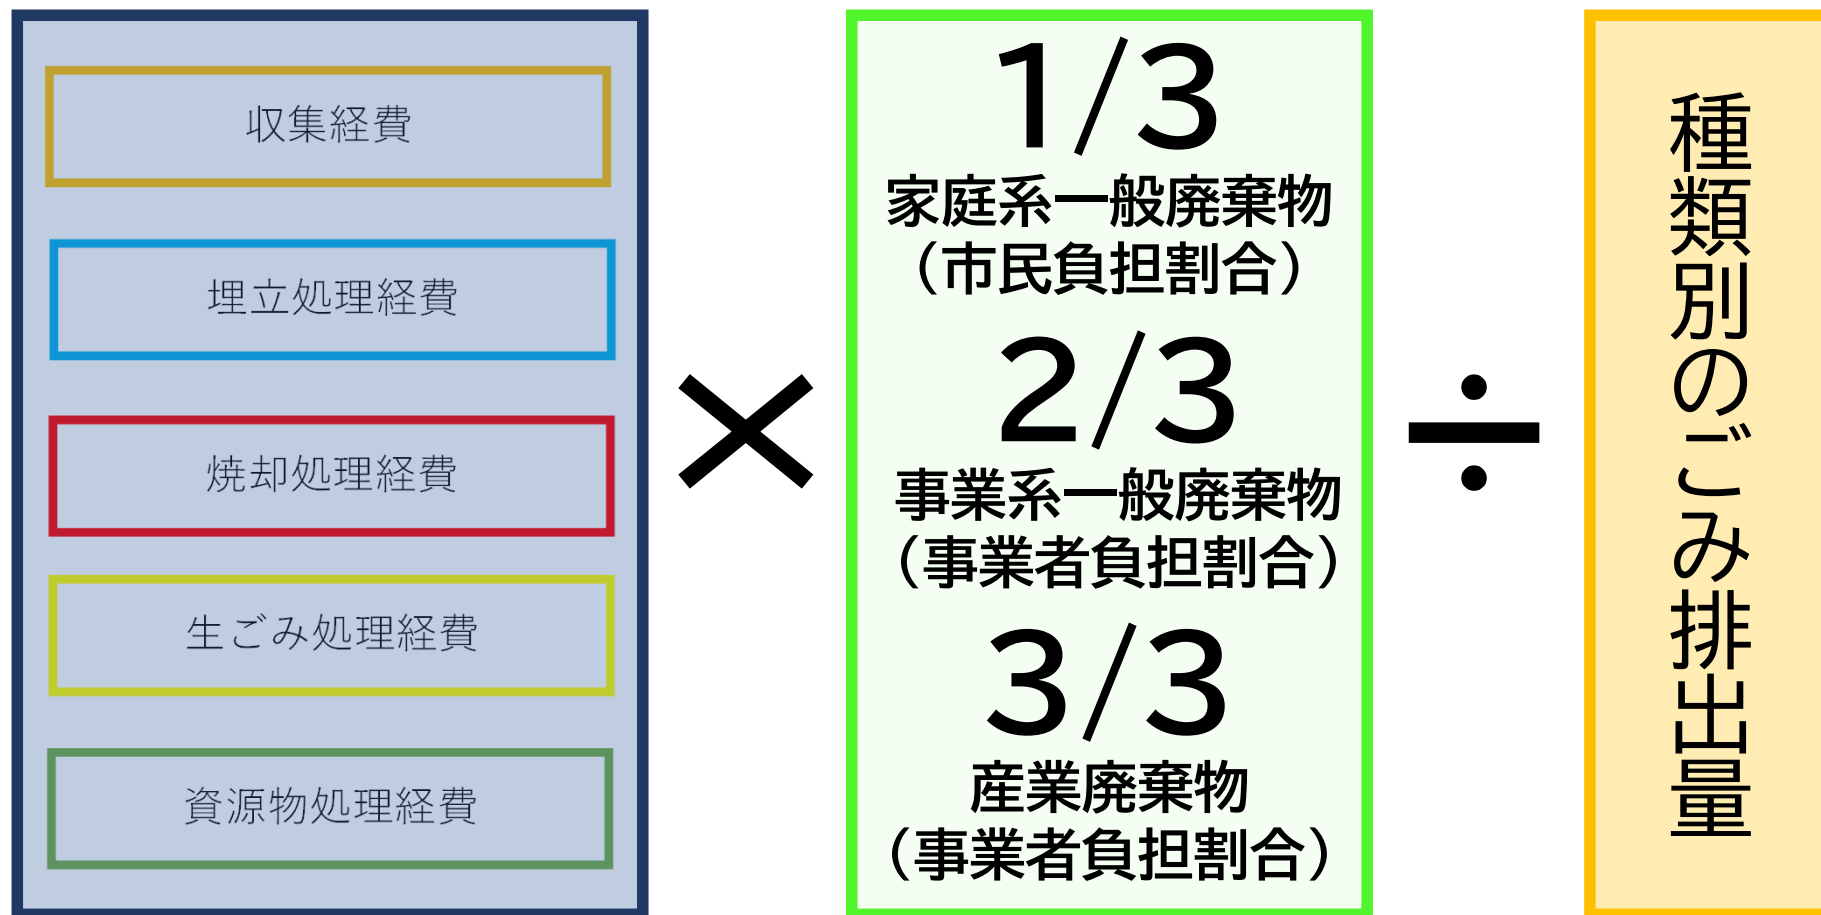 収集経費
埋立処理経費
焼却処理経費
生ごみ処理経費
資源物処理経費
×
1/3
家庭系一般廃棄物
（市民負担割合）
2/3
事業系一般廃棄物
（事業者負担割合）
3/3
産業廃棄物
（事業者負担割合）
÷
種類別のごみ排出量